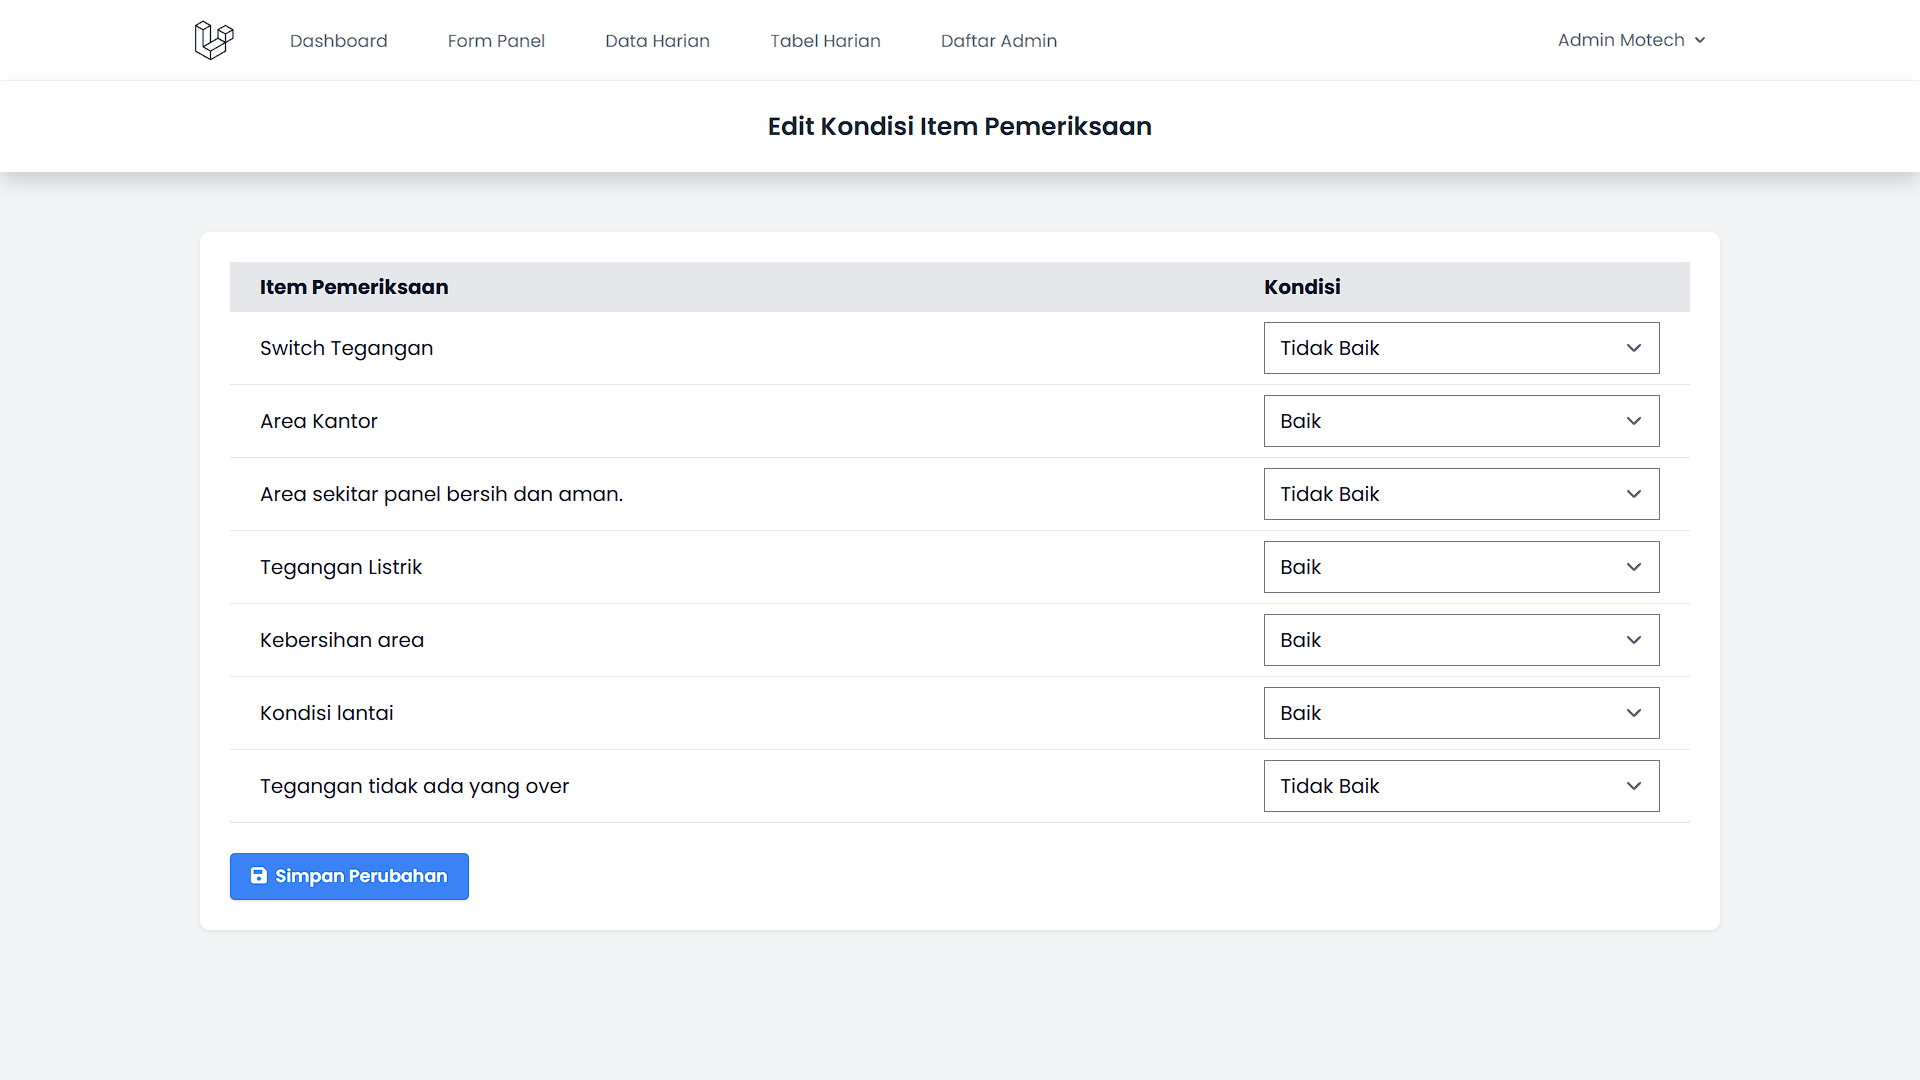 Dashboard Form Panel Data Harian Tabel Harian Daftar Admin Admin Motech
Edit Kondisi Item Pemeriksaan
Item Pemeriksaan Kondisi
Switch Tegangan Tidak Baik
Area Kantor Baik
Area sekitar panel bersih dan aman. Tidak Baik
Tegangan Listrik Baik
Kebersihan area Baik
Kondisi lantai Baik
Tegangan tidak ada yang over Tidak Baik
Simpan Perubahan